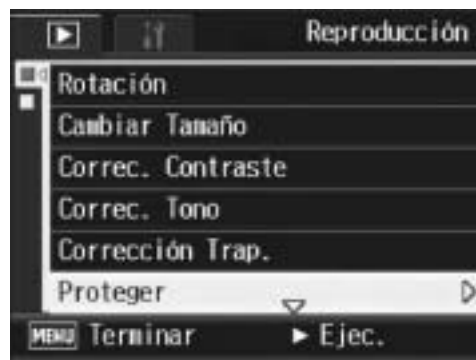 Reproducción
Rotación
Cambiar Tamaño
Correc. Contraste
Correc. Tono
Corrección Trap.
Proteger
MENU Terminar ► Ejec.